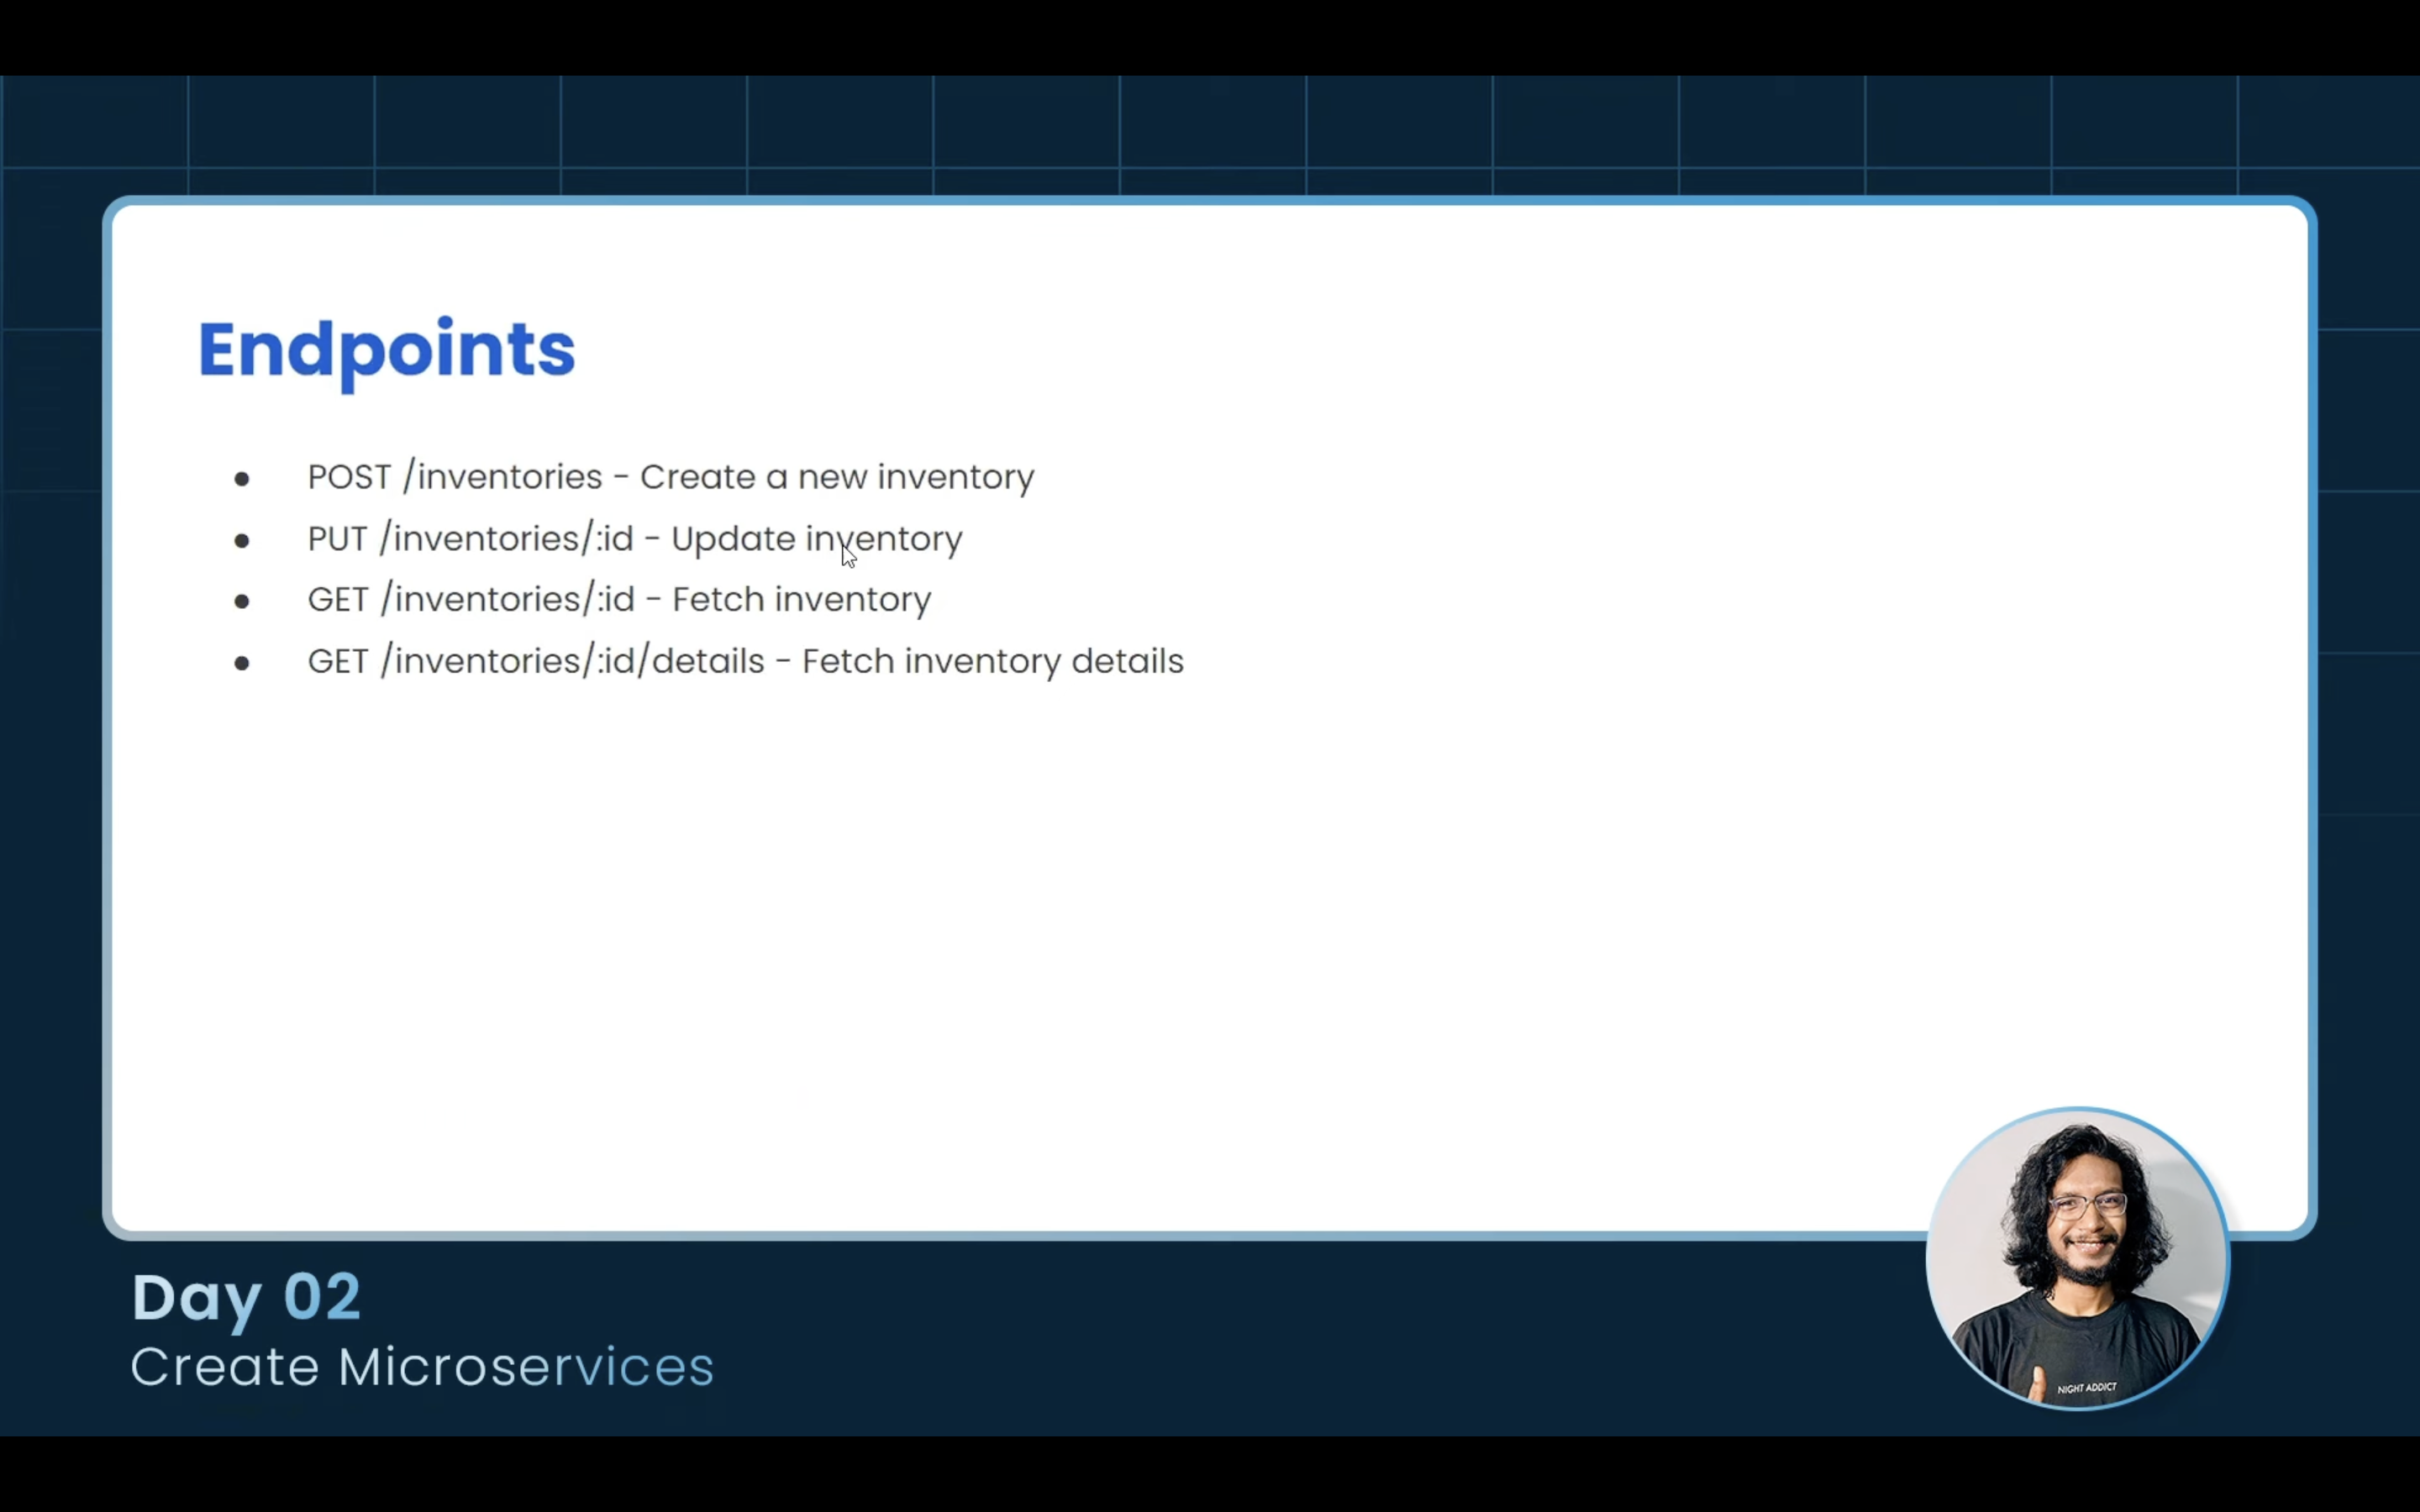 Endpoints
● POST /inventories - Create a new inventory
● PUT /inventories/:id - Update inventory
● GET /inventories/:id - Fetch inventory
● GET /inventories/:id/details - Fetch inventory details
Day 02
Create Microservices
NIGHT ADDICT